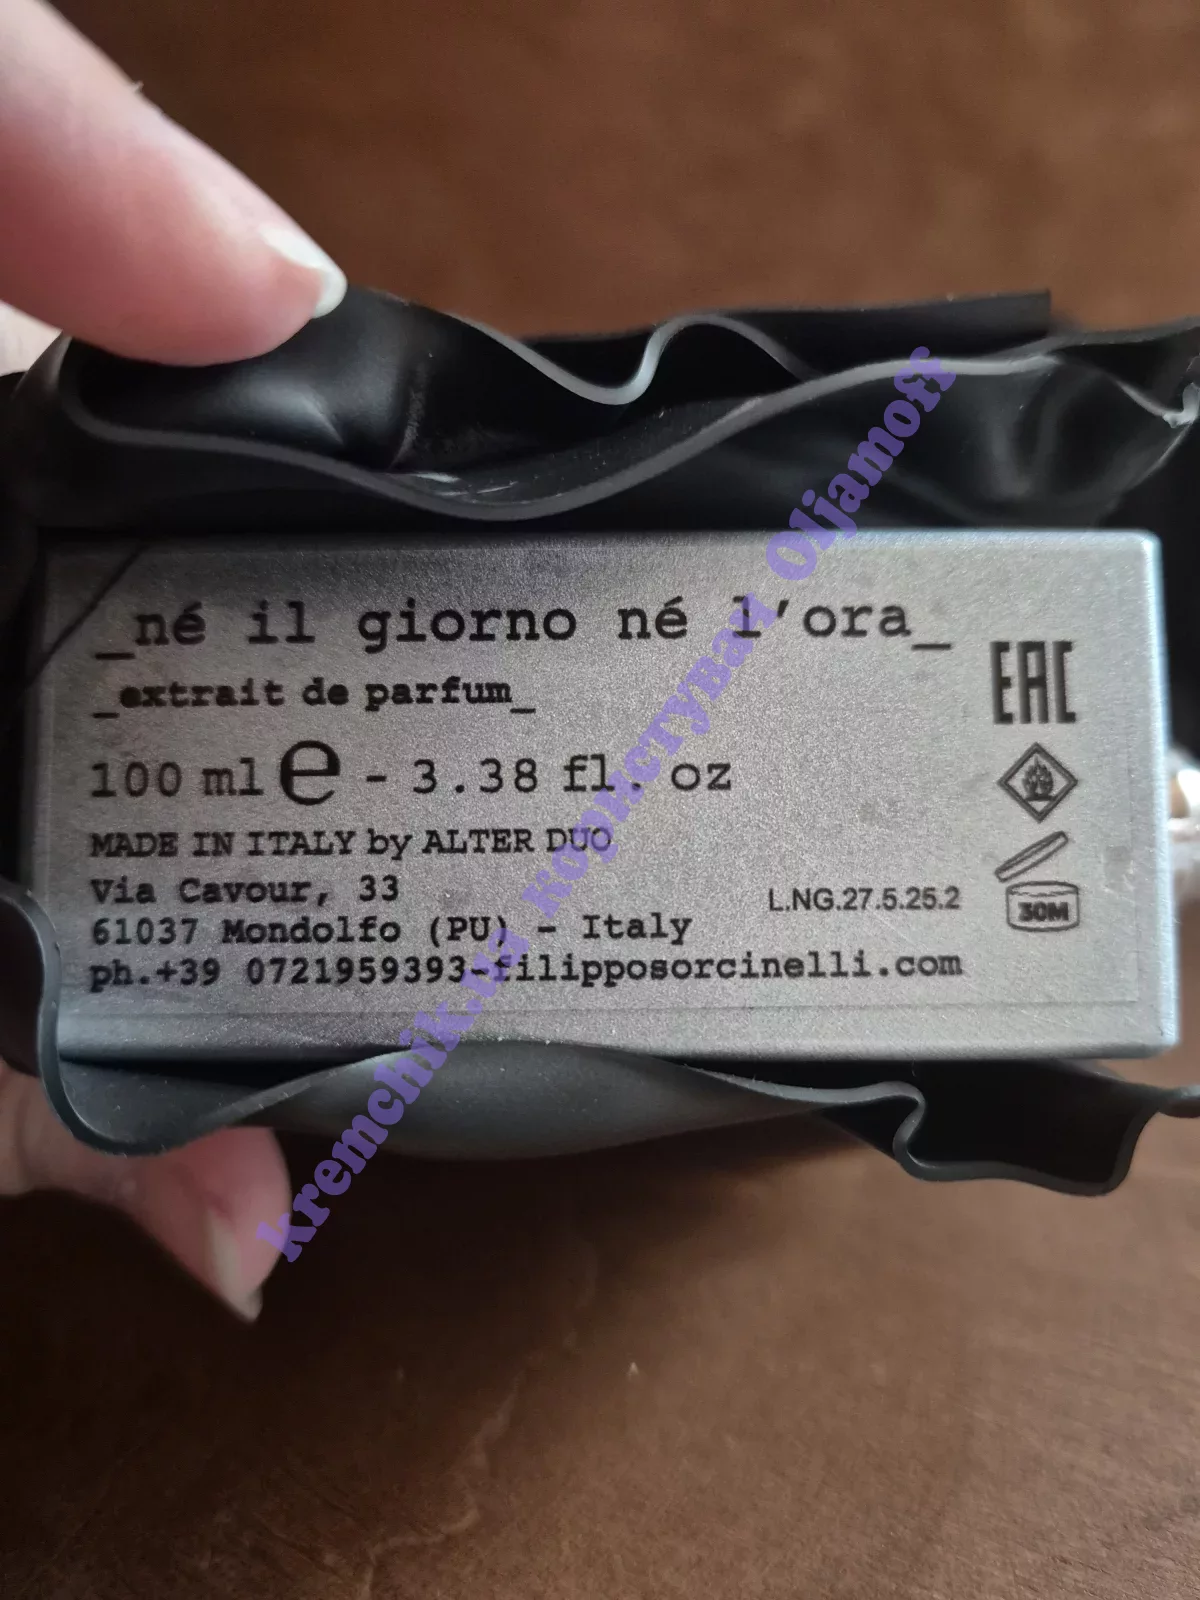 _né il giorno né l'ora_
_extrait de parfum_
100 ml e - 3.38 fl. oz
MADE IN ITALY by ALTER DUO
Via Cavour, 33
61037 Mondolfo (PU) - Italy
ph.+39 0721959393-filipposorcinelli.com
L.NG.27.5.25.2
EAC
30M
kremchik.ua Користувач Oljamoff